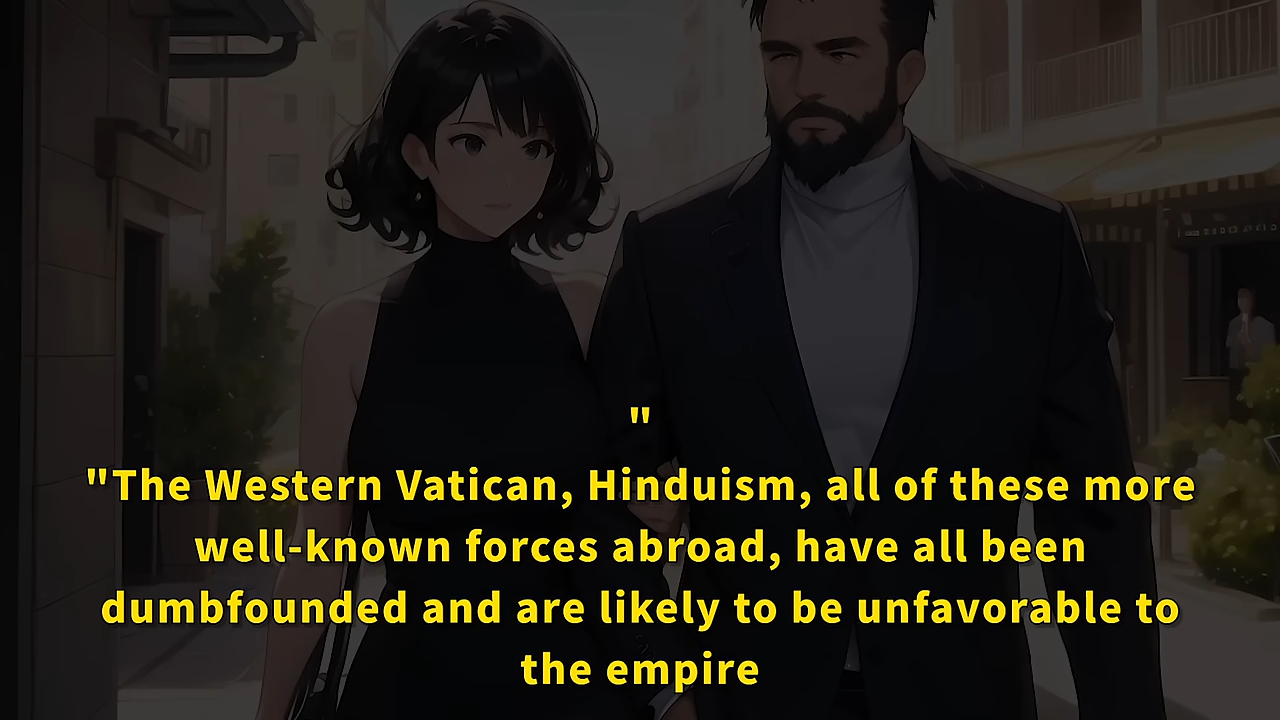 "
"The Western Vatican, Hinduism, all of these more
well-known forces abroad, have all been
dumbfounded and are likely to be unfavorable to
the empire